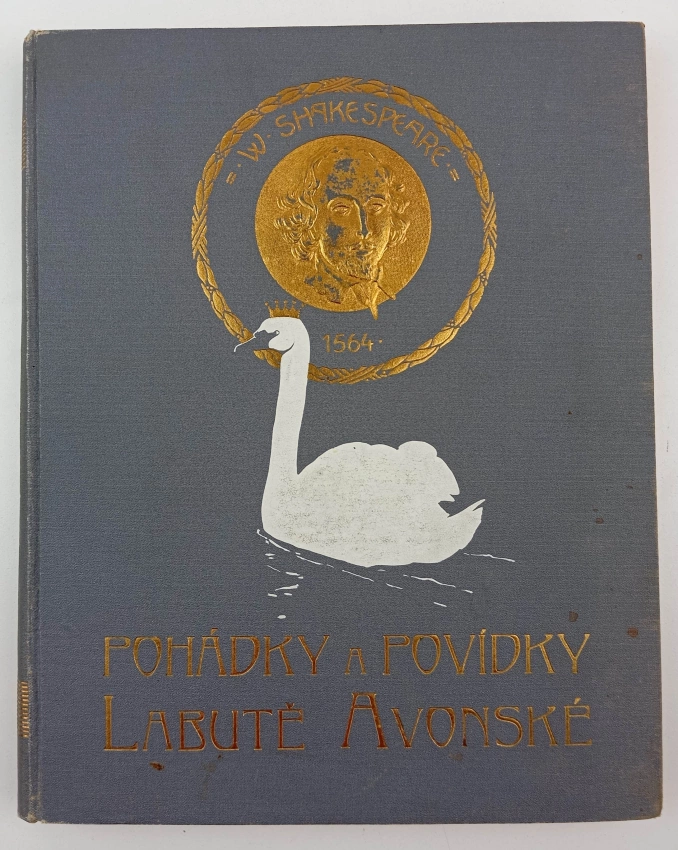 = · W · SHAKESPEARE · =
1564 ·
POHÁDKY A POVÍDKY
LABUTĚ AVONSKÉ